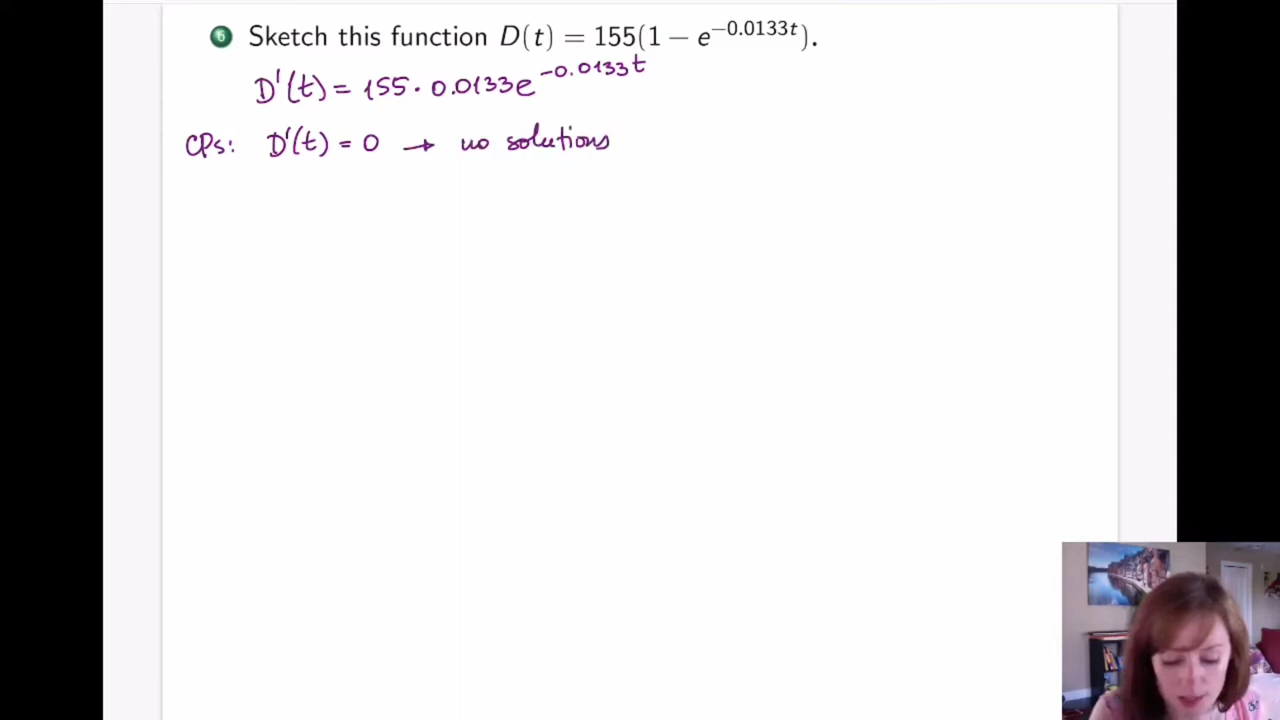 6 Sketch this function D(t) = 155(1 − e^{−0.0133t}).
D'(t) = 155 · 0.0133e^{−0.0133t}
CPs: D'(t) = 0 → no solutions